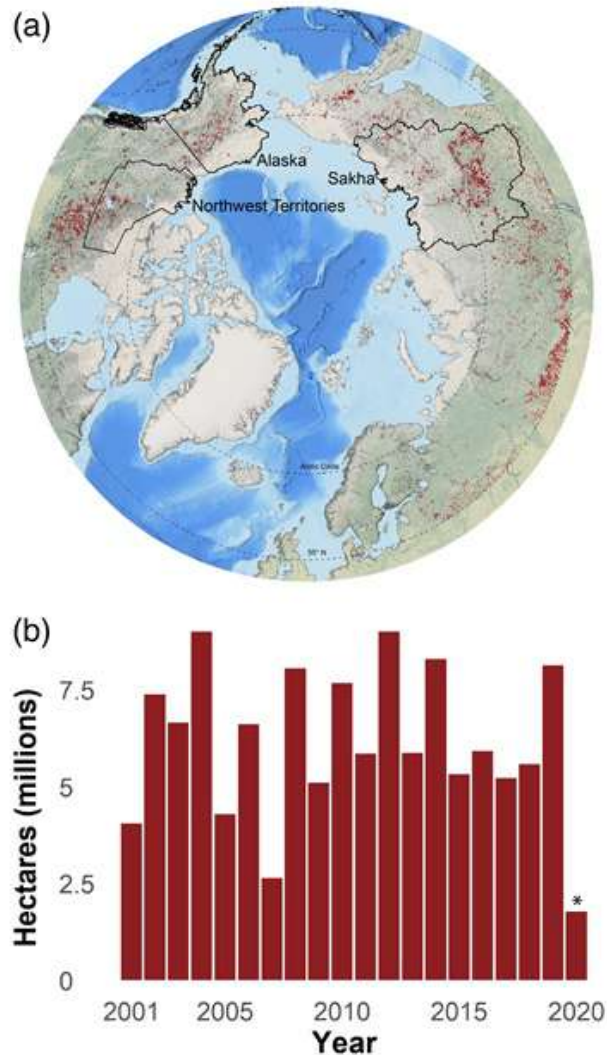 (a)
Alaska
Sakha
Northwest Territories
Arctic Circle
55° N
(b)
Hectares (millions)
7.5
5
2.5
0
*
2001 2005 2010 2015 2020
Year